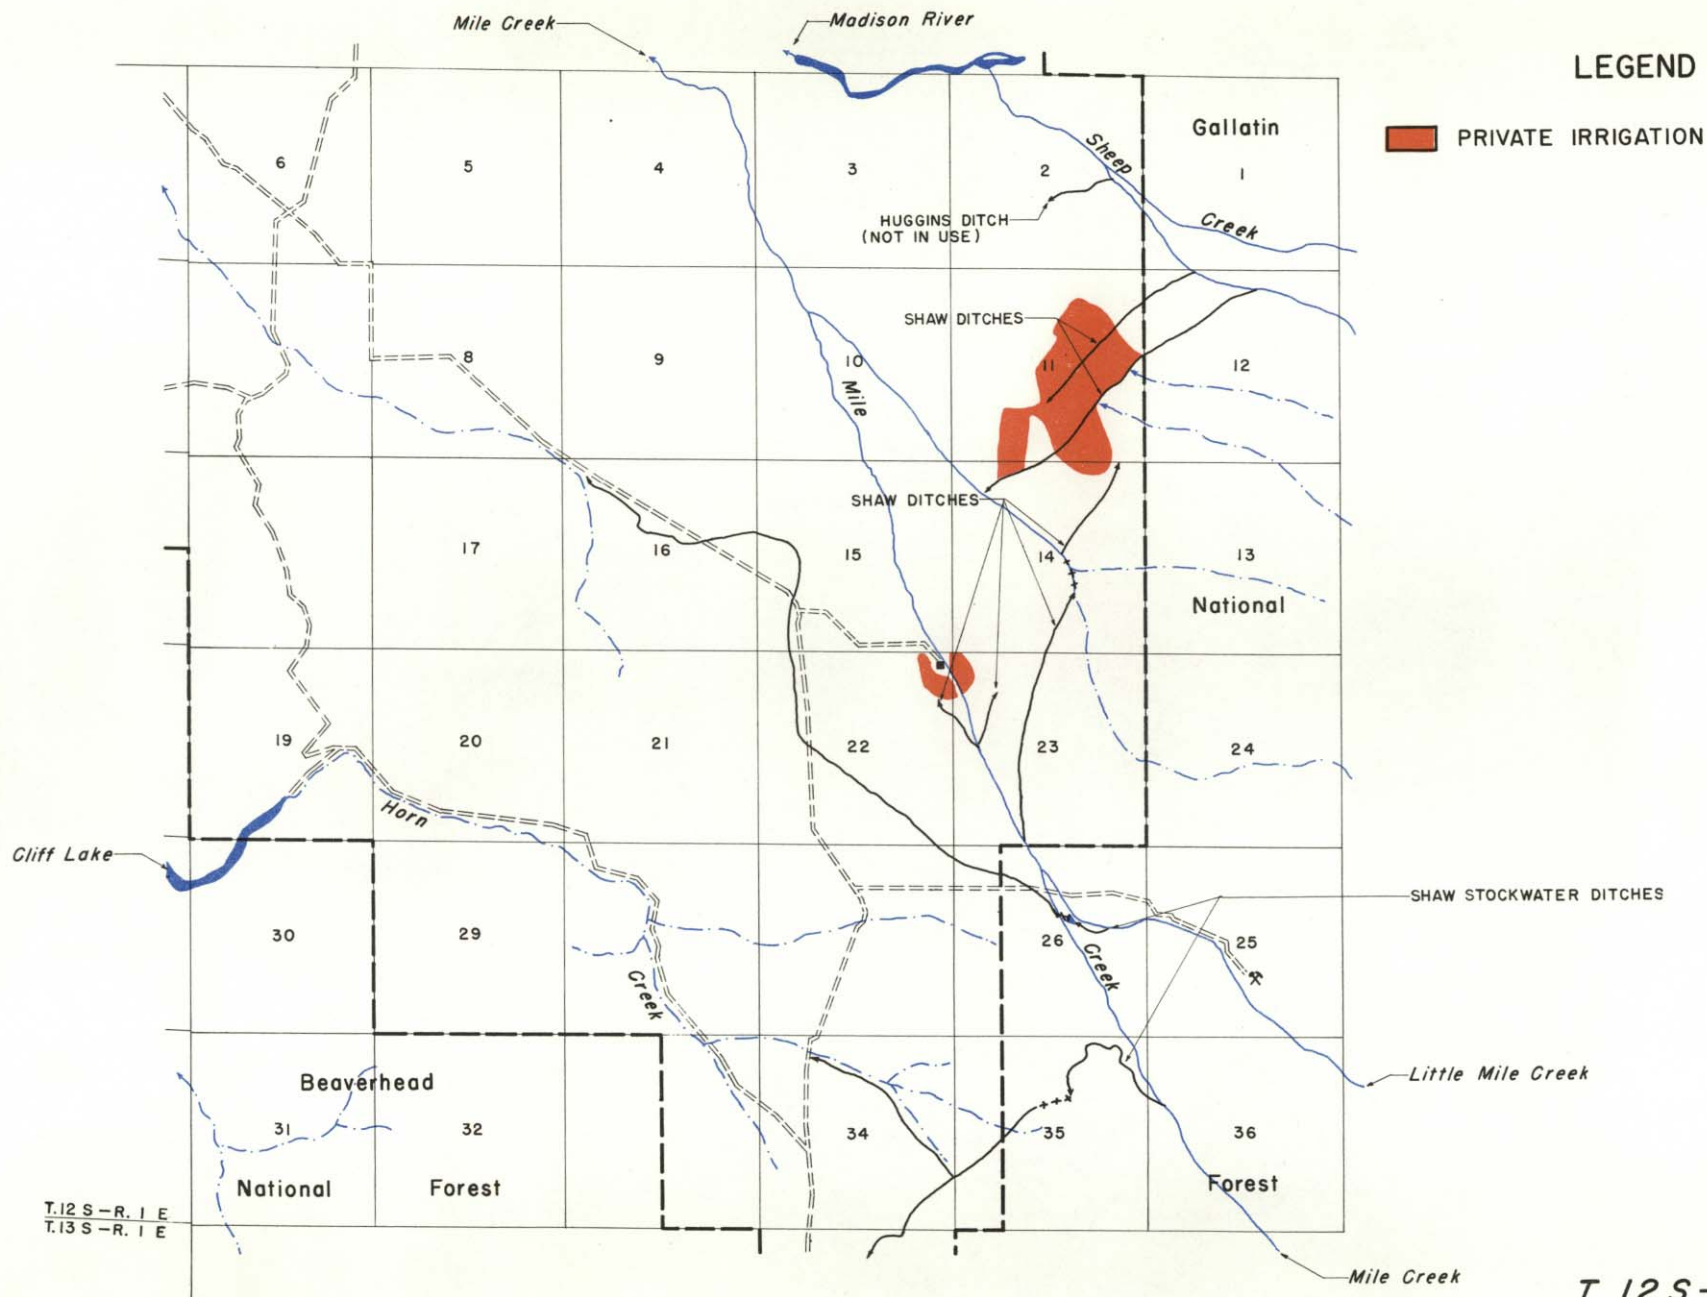 Mile Creek
Madison River
LEGEND
PRIVATE IRRIGATION
Gallatin
6
5
4
3
2
1
Sheep
Creek
HUGGINS DITCH
(NOT IN USE)
SHAW DITCHES
8
9
10
11
12
Mile
SHAW DITCHES
17
16
15
14
13
National
19
20
21
22
23
24
Horn
Cliff Lake
SHAW STOCKWATER DITCHES
30
29
26
25
Creek
Creek
Little Mile Creek
Beaverhead
31
32
34
35
36
National
Forest
Forest
T.12 S-R. 1 E
T.13 S-R. 1 E
Mile Creek
T. 12 S-